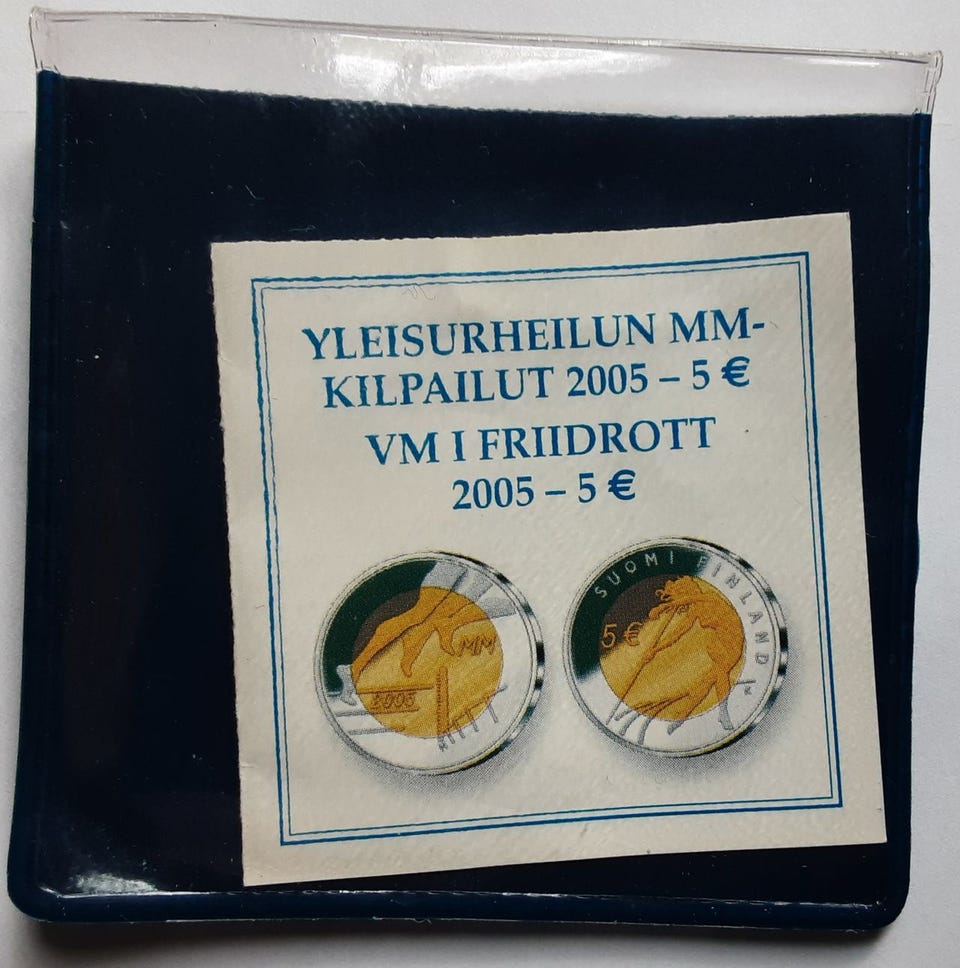 YLEISURHEILUN MM-
KILPAILUT 2005 – 5 €
VM I FRIIDROTT
2005 – 5 €
MM
2005
SUOMI FINLAND
5 €